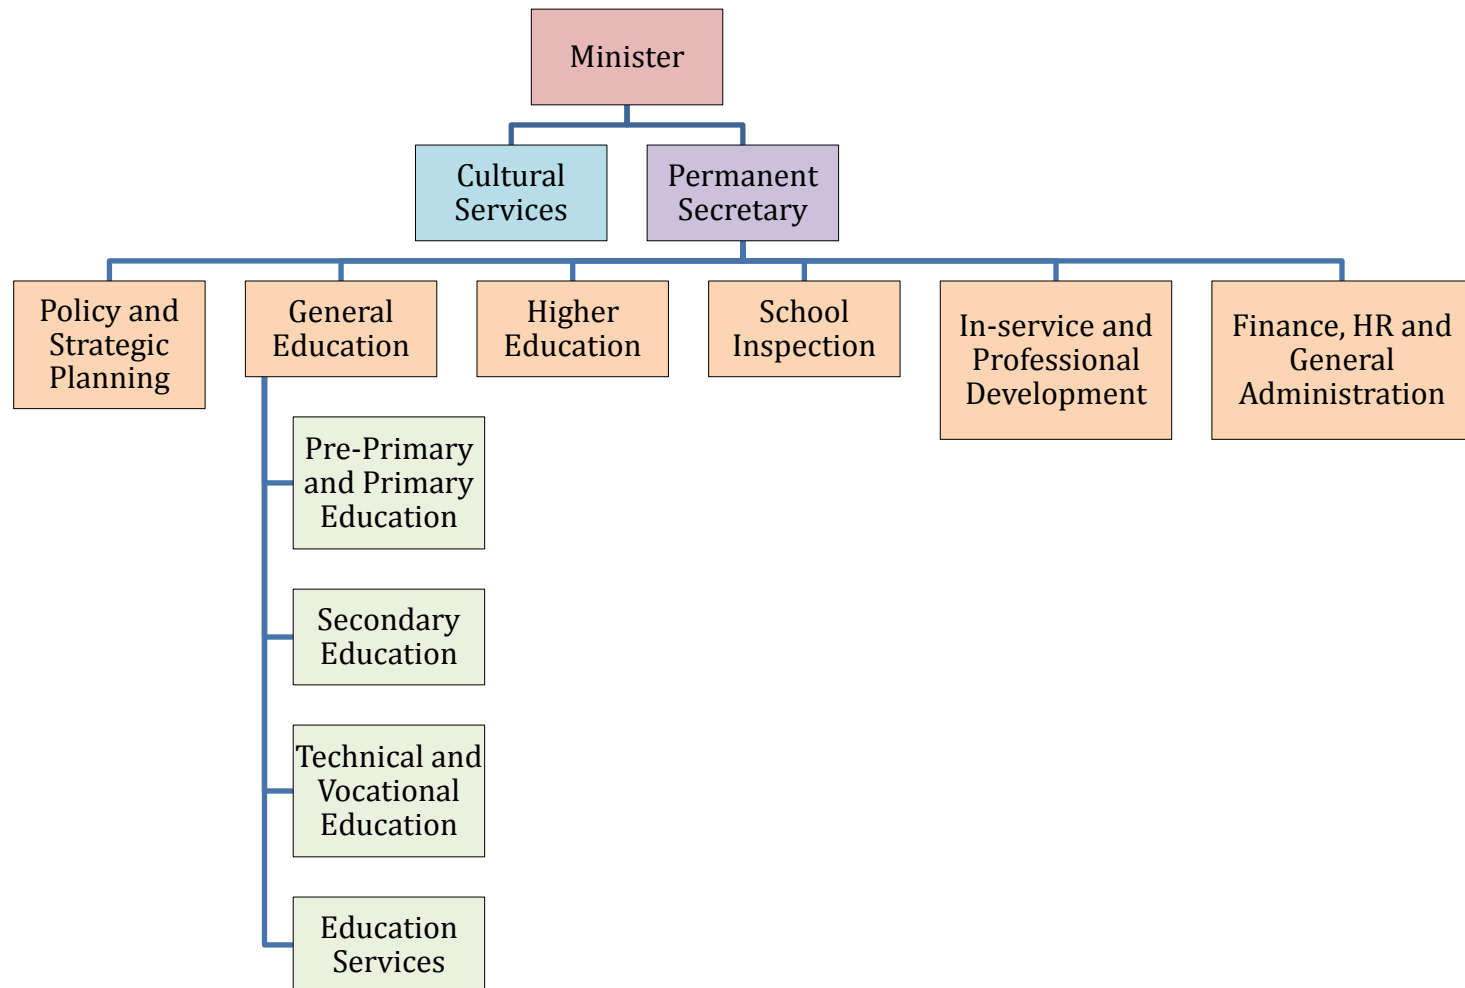 Minister
Cultural
Services
Permanent
Secretary
Policy and
Strategic
Planning
General
Education
Higher
Education
School
Inspection
In-service and
Professional
Development
Finance, HR and
General
Administration
Pre-Primary
and Primary
Education
Secondary
Education
Technical and
Vocational
Education
Education
Services